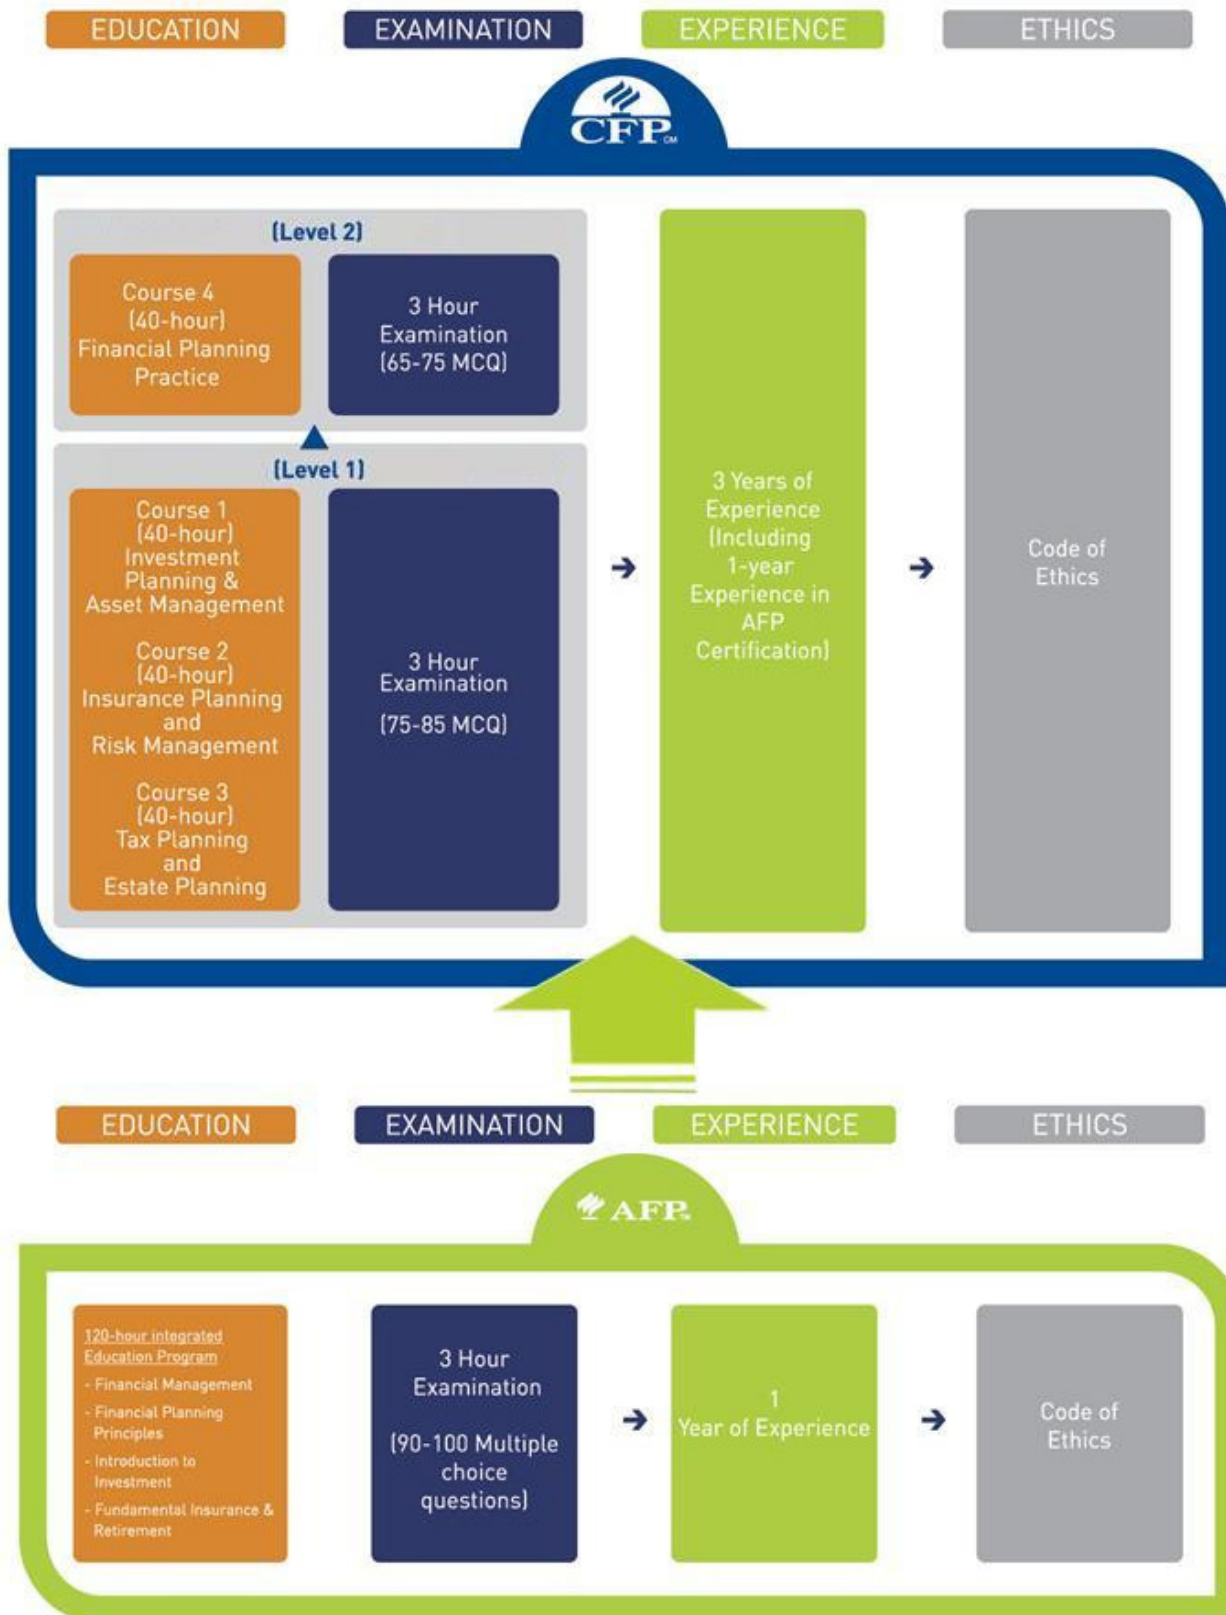 EDUCATION
EXAMINATION
EXPERIENCE
ETHICS
CFP CM
(Level 2)
Course 4
(40-hour)
Financial Planning
Practice
3 Hour
Examination
(65-75 MCQ)
(Level 1)
Course 1
(40-hour)
Investment
Planning &
Asset Management
Course 2
(40-hour)
Insurance Planning
and
Risk Management
Course 3
(40-hour)
Tax Planning
and
Estate Planning
3 Hour
Examination
(75-85 MCQ)
3 Years of
Experience
(Including
1-year
Experience in
AFP
Certification)
Code of
Ethics
EDUCATION
EXAMINATION
EXPERIENCE
ETHICS
AFP
120-hour integrated
Education Program
- Financial Management
- Financial Planning
Principles
- Introduction to
Investment
- Fundamental Insurance &
Retirement
3 Hour
Examination
(90-100 Multiple
choice
questions)
1
Year of Experience
Code of
Ethics